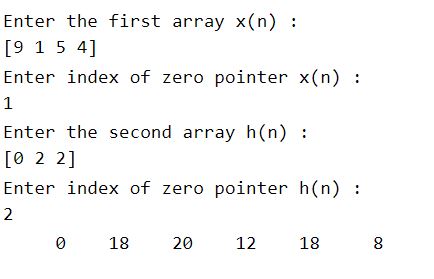 Enter the first array x(n) :
[9 1 5 4]
Enter index of zero pointer x(n) :
1
Enter the second array h(n) :
[0 2 2]
Enter index of zero pointer h(n) :
2
0 18 20 12 18 8